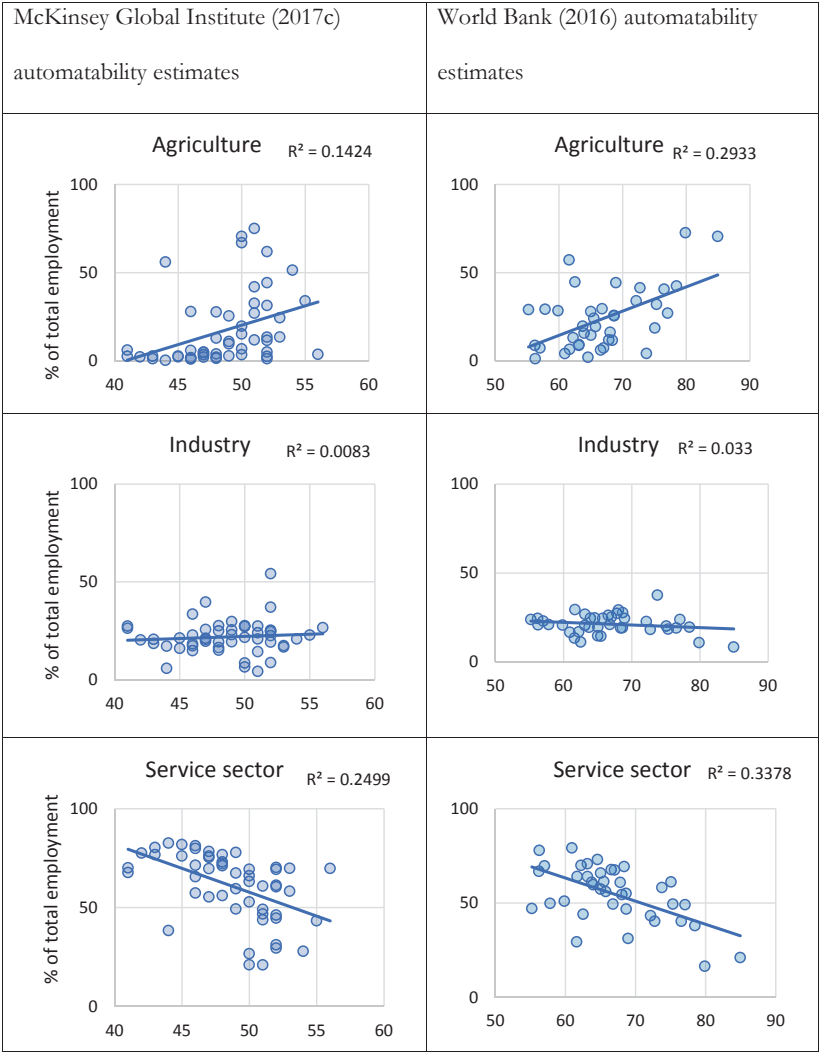 McKinsey Global Institute (2017c)
automatability estimates
World Bank (2016) automatability
estimates
Agriculture
R² = 0.1424
% of total employment
100
50
0
40
45
50
55
60
Agriculture
R² = 0.2933
100
50
0
50
60
70
80
90
Industry
R² = 0.0083
% of total employment
100
50
0
40
45
50
55
60
Industry
R² = 0.033
100
50
0
50
60
70
80
90
Service sector
R² = 0.2499
% of total employment
100
50
0
40
45
50
55
60
Service sector
R² = 0.3378
100
50
0
50
60
70
80
90